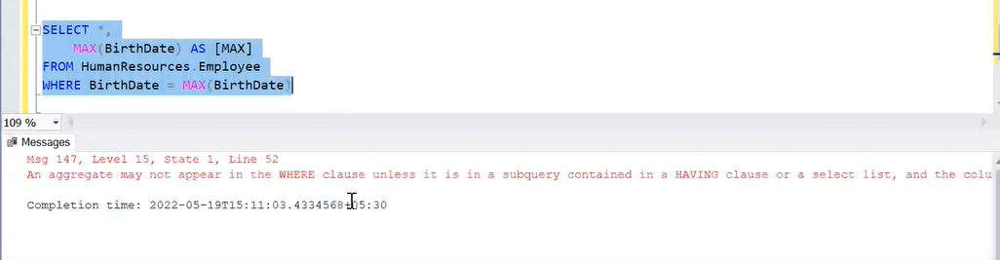 SELECT *,
MAX(BirthDate) AS [MAX]
FROM HumanResources.Employee
WHERE BirthDate = MAX(BirthDate)
109 %
Messages
Msg 147, Level 15, State 1, Line 52
An aggregate may not appear in the WHERE clause unless it is in a subquery contained in a HAVING clause or a select list, and the colu
Completion time: 2022-05-19T15:11:03.4334568+05:30